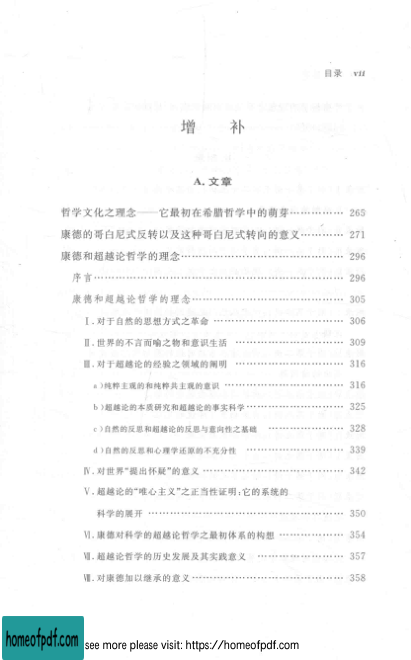 目录 vii
增 补
A. 文章
哲学文化之理念——它最初在希腊哲学中的萌芽…………… 265
康德的哥白尼式反转以及这种哥白尼式转向的意义………… 271
康德和超越论哲学的理念…………………………………… 296
序言………………………………………………………… 296
康德和超越论哲学的理念………………………………… 305
Ⅰ. 对于自然的思想方式之革命 ……………………………… 306
Ⅱ. 世界的不言而喻之物和意识生活 ………………………… 309
Ⅲ. 对于超越论的经验之领域的阐明 ………………………… 316
a)纯粹主观的和纯粹共主观的意识 ………………………… 316
b)超越论的本质研究和超越论的事实科学………………… 325
c)自然的反思和超越论的反思与意向性之基础 …………… 328
d)自然的反思和心理学还原的不充分性 …………………… 339
Ⅳ. 对世界“提出怀疑”的意义 ……………………………… 342
Ⅴ. 超越论的“唯心主义”之正当性证明；它的系统的
科学的展开 ………………………………………… 350
Ⅵ. 康德对科学的超越论哲学之最初体系的构想 …………… 354
Ⅶ. 超越论哲学的历史发展及其实践意义 ………………… 357
Ⅷ. 对康德加以继承的意义………………………………… 358
homeofpdf.com
see more please visit: https://homeofpdf.com